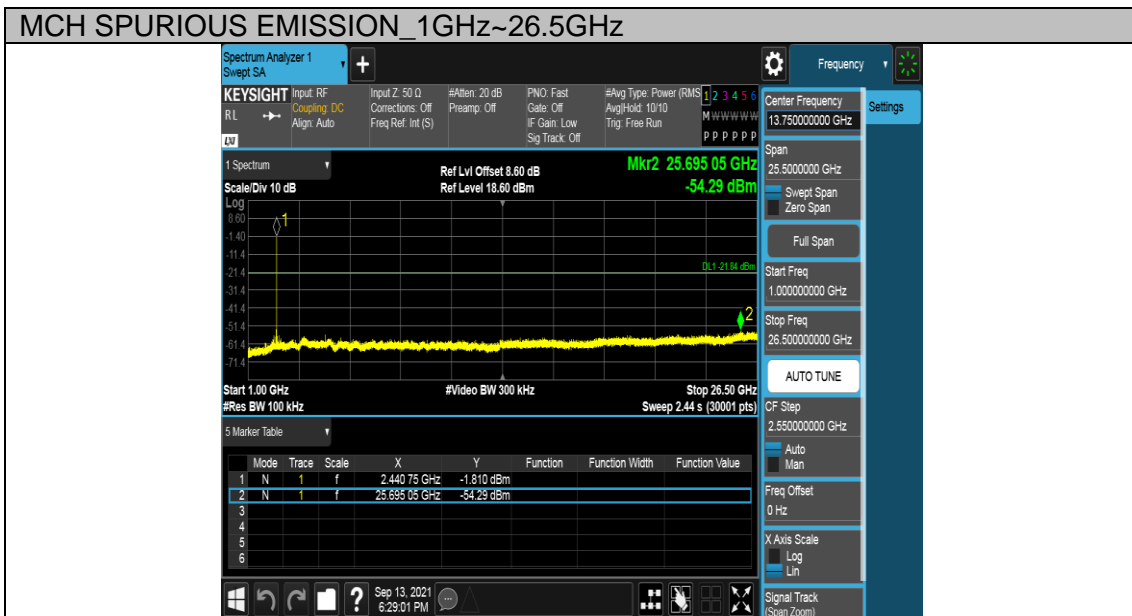 MCH SPURIOUS EMISSION_1GHz~26.5GHz
Spectrum Analyzer 1
Swept SA
+
Frequency
KEYSIGHT
RL
LXI
Input: RF
Coupling: DC
Align: Auto
Input Z: 50 Ω
Corrections: Off
Freq Ref: Int (S)
#Atten: 20 dB
Preamp: Off
PNO: Fast
Gate: Off
IF Gain: Low
Sig Track: Off
#Avg Type: Power (RMS
Avg|Hold: 10/10
Trig: Free Run
1 2 3 4 5 6
M W W W W W
P P P P P P
1 Spectrum
Scale/Div 10 dB
Ref Lvl Offset 8.60 dB
Ref Level 18.60 dBm
Mkr2 25.695 05 GHz
-54.29 dBm
Log
8.60
-1.40
-11.4
-21.4
-31.4
-41.4
-51.4
-61.4
-71.4
1
DL1 -21.84 dBm
2
Start 1.00 GHz
#Res BW 100 kHz
#Video BW 300 kHz
Stop 26.50 GHz
Sweep 2.44 s (30001 pts)
5 Marker Table
Mode Trace Scale X Y Function Function Width Function Value
1 N 1 f 2.440 75 GHz -1.810 dBm
2 N 1 f 25.695 05 GHz -54.29 dBm
3
4
5
6
Sep 13, 2021
6:29:01 PM
?
Center Frequency
13.750000000 GHz
Settings
Span
25.5000000 GHz
Swept Span
Zero Span
Full Span
Start Freq
1.000000000 GHz
Stop Freq
26.500000000 GHz
AUTO TUNE
CF Step
2.550000000 GHz
Auto
Man
Freq Offset
0 Hz
X Axis Scale
Log
Lin
Signal Track
(Span Zoom)